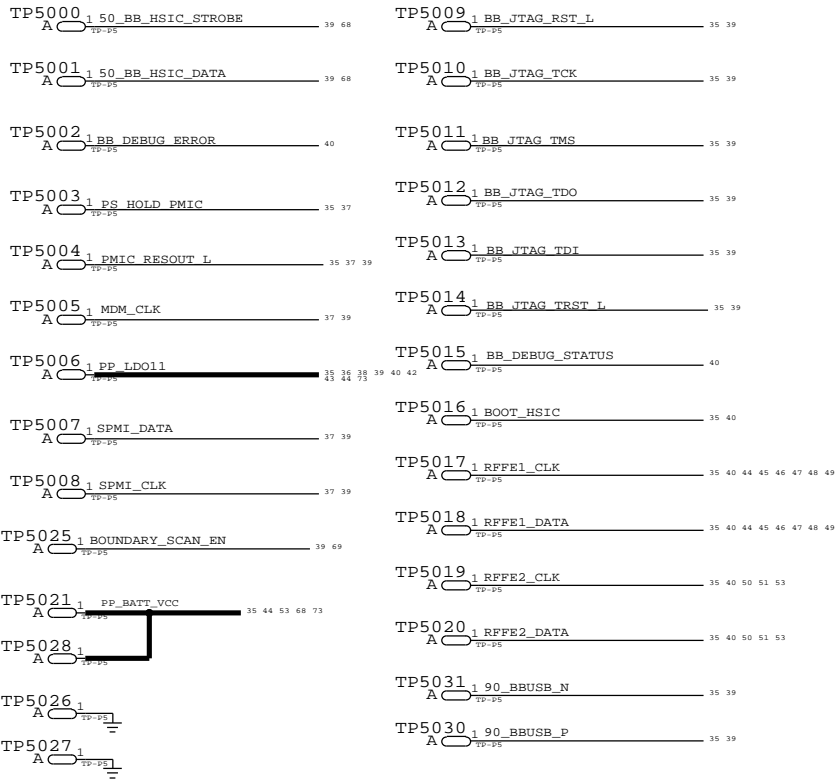 TP5000
A 1 50_BB_HSIC_STROBE 39 68
TP-P5
TP5001
A 1 50_BB_HSIC_DATA 39 68
TP-P5
TP5002
A 1 BB_DEBUG_ERROR 40
TP-P5
TP5003
A 1 PS_HOLD_PMIC 35 37
TP-P5
TP5004
A 1 PMIC_RESOUT_L 35 37 39
TP-P5
TP5005
A 1 MDM_CLK 37 39
TP-P5
TP5006
A 1 PP_LDO11 35 36 38 39 40 42
43 44 73
TP-P5
TP5007
A 1 SPMI_DATA 37 39
TP-P5
TP5008
A 1 SPMI_CLK 37 39
TP-P5
TP5025
A 1 BOUNDARY_SCAN_EN 39 69
TP-P5
TP5021
A 1 PP_BATT_VCC 35 44 53 68 73
TP-P5
TP5028
A 1
TP-P5
TP5026
A 1
TP-P5
TP5027
A 1
TP-P5
TP5009
A 1 BB_JTAG_RST_L 35 39
TP-P5
TP5010
A 1 BB_JTAG_TCK 35 39
TP-P5
TP5011
A 1 BB_JTAG_TMS 35 39
TP-P5
TP5012
A 1 BB_JTAG_TDO 35 39
TP-P5
TP5013
A 1 BB_JTAG_TDI 35 39
TP-P5
TP5014
A 1 BB_JTAG_TRST_L 35 39
TP-P5
TP5015
A 1 BB_DEBUG_STATUS 40
TP-P5
TP5016
A 1 BOOT_HSIC 35 40
TP-P5
TP5017
A 1 RFFE1_CLK 35 40 44 45 46 47 48 49
TP-P5
TP5018
A 1 RFFE1_DATA 35 40 44 45 46 47 48 49
TP-P5
TP5019
A 1 RFFE2_CLK 35 40 50 51 53
TP-P5
TP5020
A 1 RFFE2_DATA 35 40 50 51 53
TP-P5
TP5031
A 1 90_BBUSB_N 35 39
TP-P5
TP5030
A 1 90_BBUSB_P 35 39
TP-P5